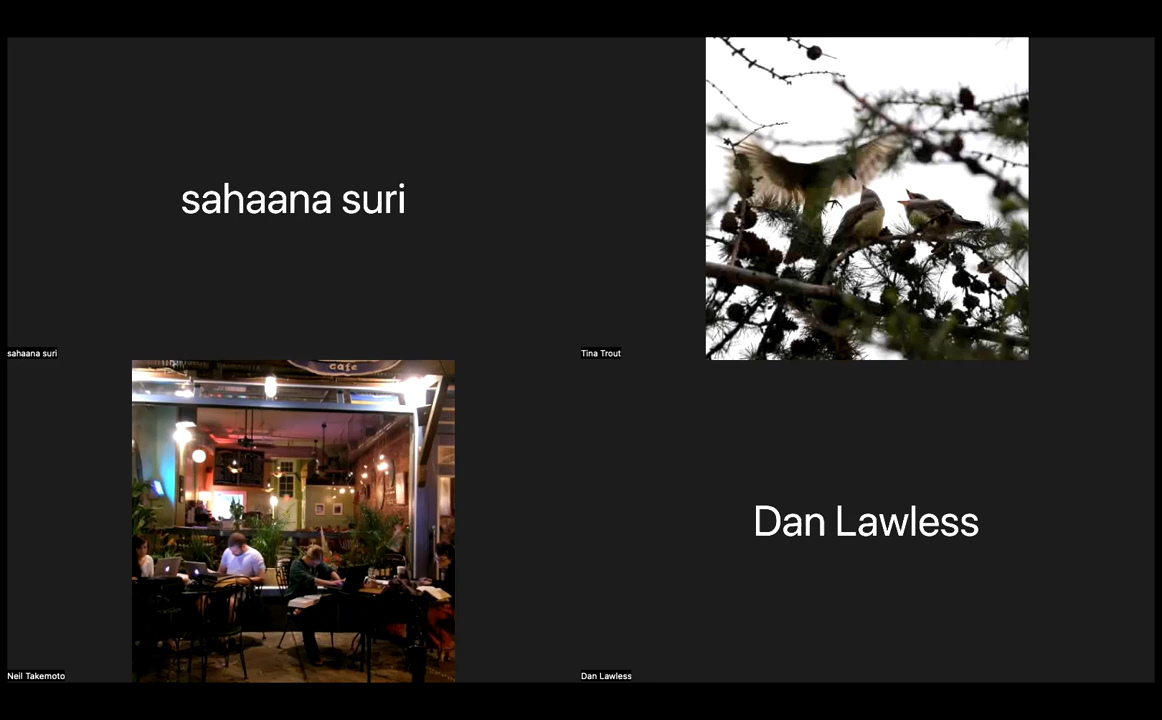 sahaana suri
sahaana suri
Tina Trout
cafe
Neil Takemoto
Dan Lawless
Dan Lawless